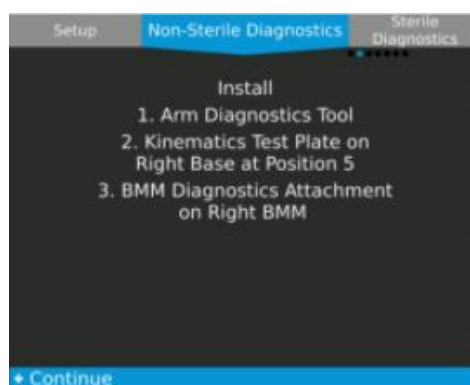 Setup
Non-Sterile Diagnostics
Sterile
Diagnostics
Install
1. Arm Diagnostics Tool
2. Kinematics Test Plate on
Right Base at Position 5
3. BMM Diagnostics Attachment
on Right BMM
+ Continue